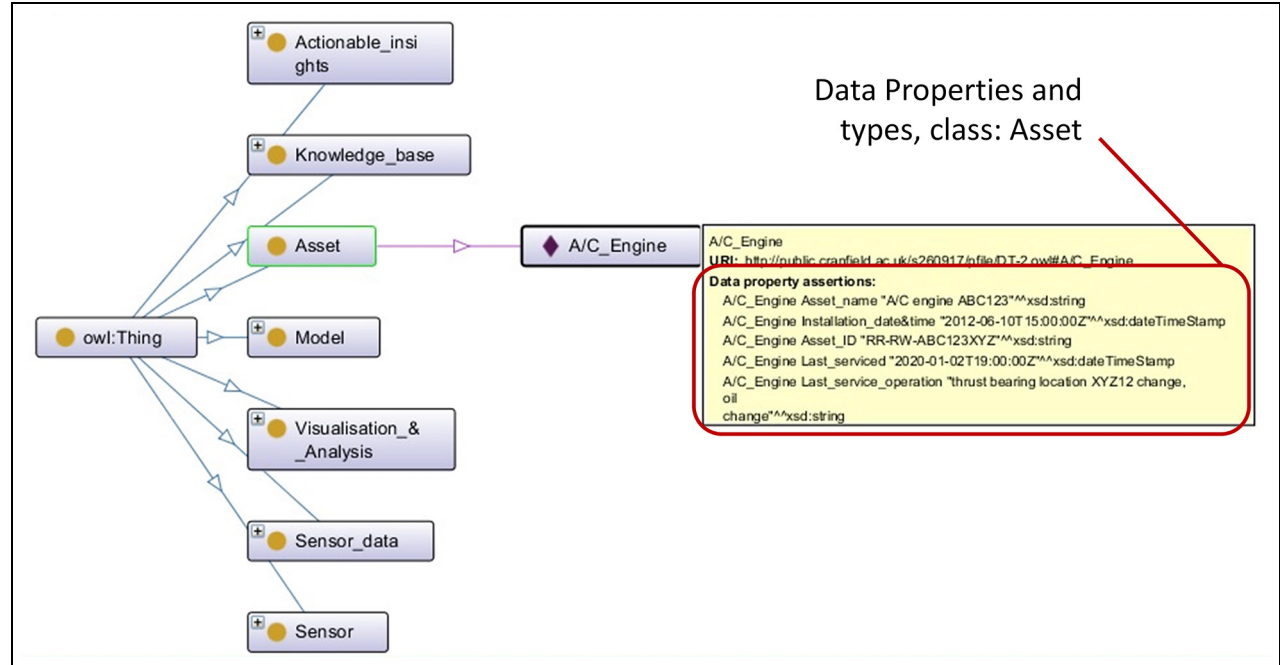 Actionable_insi
ghts
Knowledge_base
Asset
owl:Thing
Model
Visualisation_&
_Analysis
Sensor_data
Sensor
A/C_Engine
Data Properties and
types, class: Asset
A/C_Engine
URI: http://public.cranfield.ac.uk/s260917/pfile/DT-2.owl#A/C_Engine
Data property assertions:
A/C_Engine Asset_name "A/C engine ABC123"^^xsd:string
A/C_Engine Installation_date&time "2012-06-10T15:00:00Z"^^xsd:dateTimeStamp
A/C_Engine Asset_ID "RR-RW-ABC123XYZ"^^xsd:string
A/C_Engine Last_serviced "2020-01-02T19:00:00Z"^^xsd:dateTimeStamp
A/C_Engine Last_service_operation "thrust bearing location XYZ12 change,
oil
change"^^xsd:string